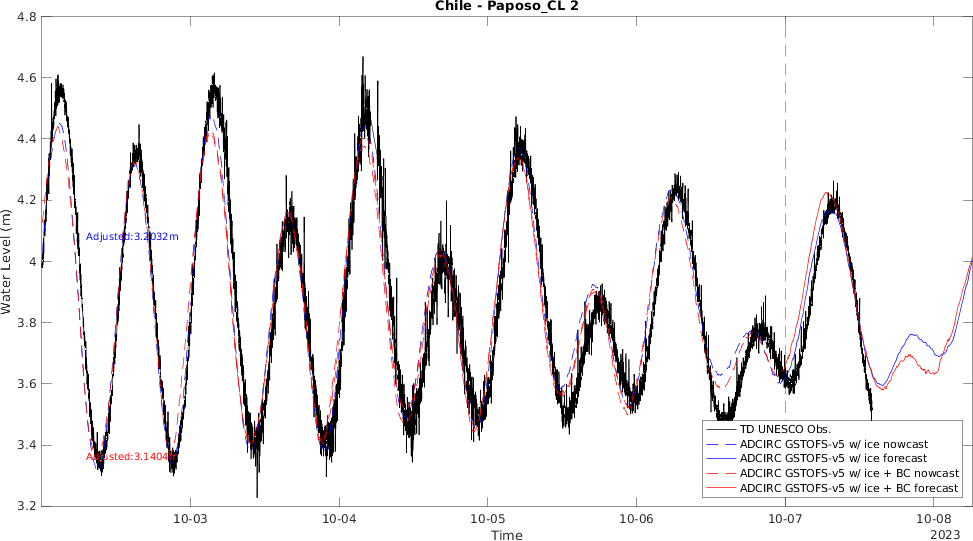 Chile - Paposo_CL 2
4.8
4.6
4.4
4.2
4
3.8
3.6
3.4
3.2
Water Level (m)
Adjusted:3.2032m
Adjusted:3.1404
TD UNESCO Obs.
ADCIRC GSTOFS-v5 w/ ice nowcast
ADCIRC GSTOFS-v5 w/ ice forecast
ADCIRC GSTOFS-v5 w/ ice + BC nowcast
ADCIRC GSTOFS-v5 w/ ice + BC forecast
10-03
10-04
10-05
10-06
10-07
10-08
Time
2023